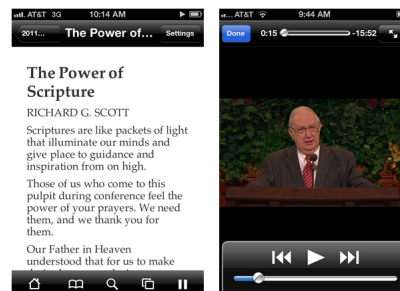 AT&T 3G 10:14 AM
2011... The Power of... Settings
The Power of
Scripture
RICHARD G. SCOTT
Scriptures are like packets of light
that illuminate our minds and
give place to guidance and
inspiration from on high.
Those of us who come to this
pulpit during conference feel the
power of your prayers. We need
them, and we thank you for
them.
Our Father in Heaven
understood that for us to make
... AT&T 9:44 AM
Done 0:15 -15:52